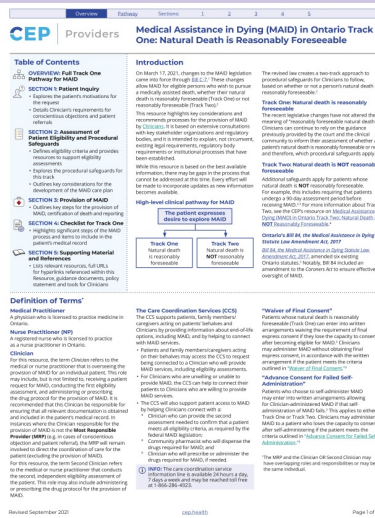 Overview Pathway Sections: 1 2 3 4 5
CEP Providers
Medical Assistance in Dying (MAID) in Ontario Track
One: Natural Death is Reasonably Foreseeable
Table of Contents
OVERVIEW: Full Track One
Pathway for MAID
SECTION 1: Patient Inquiry
• Explores the patient's motivations for
the request
• Details Clinician's requirements for
conscientious objectors and patient
referrals
SECTION 2: Assessment of
Patient Eligibility and Procedural
Safeguards
• Defines eligibility criteria and provides
resources to support eligibility
assessments
• Explores the procedural safeguards for
this track
• Outlines key considerations for the
development of the MAID care plan
SECTION 3: Provision of MAID
• Outlines key steps for the provision of
MAID, certification of death and reporting
SECTION 4: Checklist for Track One
• Highlights significant steps of the MAID
process and items to include in the
patient's medical record
SECTION 5: Supporting Material
and References
• Lists relevant resources, full URLs
for hyperlinks referenced within this
Resource, guidance documents, policy
statement and tools for Clinicians
Introduction
On March 17, 2021, changes to the MAID legislation
came into force through Bill C-7. These changes
allow MAID for eligible persons who wish to pursue
a medically assisted death, whether their natural
death is reasonably foreseeable (Track One) or not
reasonably foreseeable (Track Two).
This resource highlights key considerations and
recommends processes for the provision of MAID
by Clinicians. It is based on extensive consultations
with key stakeholder organizations and regulatory
bodies, and it is intended to explain, not circumvent,
existing legal requirements, regulatory body
requirements or institutional processes that have
been established.
While this resource is based on the best available
information, there may be gaps in the process that
cannot be addressed at this time. Every effort will
be made to incorporate updates as new information
becomes available.
High-level clinical pathway for MAID
The patient expresses
desire to explore MAID
Track One
Natural death
is reasonably
foreseeable
Track Two
Natural death is
NOT reasonably
foreseeable
The revised law creates a two-track approach to
procedural safeguards for Clinicians to follow,
based on whether or not a person's natural death
reasonably foreseeable.
Track One: Natural death is reasonably
foreseeable
The recent legislative changes have not altered the
meaning of "reasonably foreseeable natural death
Clinicians can continue to rely on the guidance
previously provided by the court and the clinical
community to inform their assessment of whether a
patient's natural death is reasonably foreseeable or n
and therefore, which procedural safeguards apply
Track Two: Natural death is NOT reasonab
foreseeable
Additional safeguards apply for patients whose
natural death is NOT reasonably foreseeable.
For example, this includes requiring that patients
undergo a 90-day assessment period before
receiving MAID. For more information about Trac
Two, see the CEP's resource on Medical Assistance
Dying (MAID) in Ontario Track Two: Natural Death
NOT Reasonably Foreseeable.
Ontario's Bill 84, the Medical Assistance in Dying
Statute Law Amendment Act, 2017
Bill 84, the Medical Assistance in Dying Statute Law
Amendment Act, 2017, amended six existing
Ontario statutes. Notably, Bill 84 included an
amendment to the Coroners Act to ensure effective
oversight of MAID.
Definition of Terms*
Medical Practitioner
A physician who is licensed to practice medicine in
Ontario.
Nurse Practitioner (NP)
A registered nurse who is licensed to practice
as a nurse practitioner in Ontario.
Clinician
For this resource, the term Clinician refers to the
medical or nurse practitioner that is overseeing the
provision of MAID for an individual patient. This role
may include, but is not limited to, receiving a patient
request for MAID, conducting the first eligibility
assessment, and administering or prescribing
the drug protocol for the provision of MAID. It is
recommended that this Clinician be responsible for
ensuring that all relevant documentation is obtained
and included in the patient's medical record. In
instances where the Clinician responsible for the
provision of MAID is not the Most Responsible
Provider (MRP) (e.g. in cases of conscientious
objection and patient referral), the MRP will remain
involved to direct the coordination of care for the
patient (excluding the provision of MAID).
For this resource, the term Second Clinician refers
to the medical or nurse practitioner that conducts
the second, independent eligibility assessment of
the patient. This role may also include administering
or prescribing the drug protocol for the provision of
MAID.
The Care Coordination Services (CCS)
The CCS supports patients, family members/
caregivers acting on patients' behalves and
Clinicians by providing information about end-of-life
options, including MAID, and by helping to connect
with MAID services.
• Patients and family members/caregivers acting
on their behalves may access the CCS to request
being connected to a Clinician who will provide
MAID services, including eligibility assessments.
• For Clinicians who are unwilling or unable to
provide MAID, the CCS can help to connect their
patients to Clinicians who are willing to provide
MAID services.
• The CCS will also support patient access to MAID
by helping Clinicians connect with a:
Clinician who can provide the second
assessment needed to confirm that a patient
meets all eligibility criteria, as required by the
federal MAID legislation;
Community pharmacist who will dispense the
drugs required for MAID; and
Clinician who will prescribe or administer the
drugs required for MAID, if needed.
INFO: The care coordination service
information line is available 24 hours a day,
7 days a week and may be reached toll free
at 1-866-286-4023.
"Waiver of Final Consent"
Patients whose natural death is reasonably
foreseeable (Track One) can enter into written
arrangements waiving the requirement of final
express consent if they lose the capacity to consent
after becoming eligible for MAID. Clinicians
may administer MAID without obtaining final
express consent, in accordance with the written
arrangement if the patient meets the criteria
outlined in "Waiver of Final Consent."
"Advance Consent for Failed Self-
Administration"
Patients who choose to self-administer MAID
may enter into written arrangements allowing
for Clinician-administered MAID if their self-
administration of MAID fails. This applies to either
Track One or Track Two. Clinicians may administer
MAID to a patient who loses the capacity to consent
after self-administering if the patient meets the
criteria outlined in "Advance Consent for Failed Sel
Administration."
*The MRP and the Clinician OR Second Clinician may
have overlapping roles and responsibilities or may be
the same individual.
Revised September 2021 cep.health Page 1 of